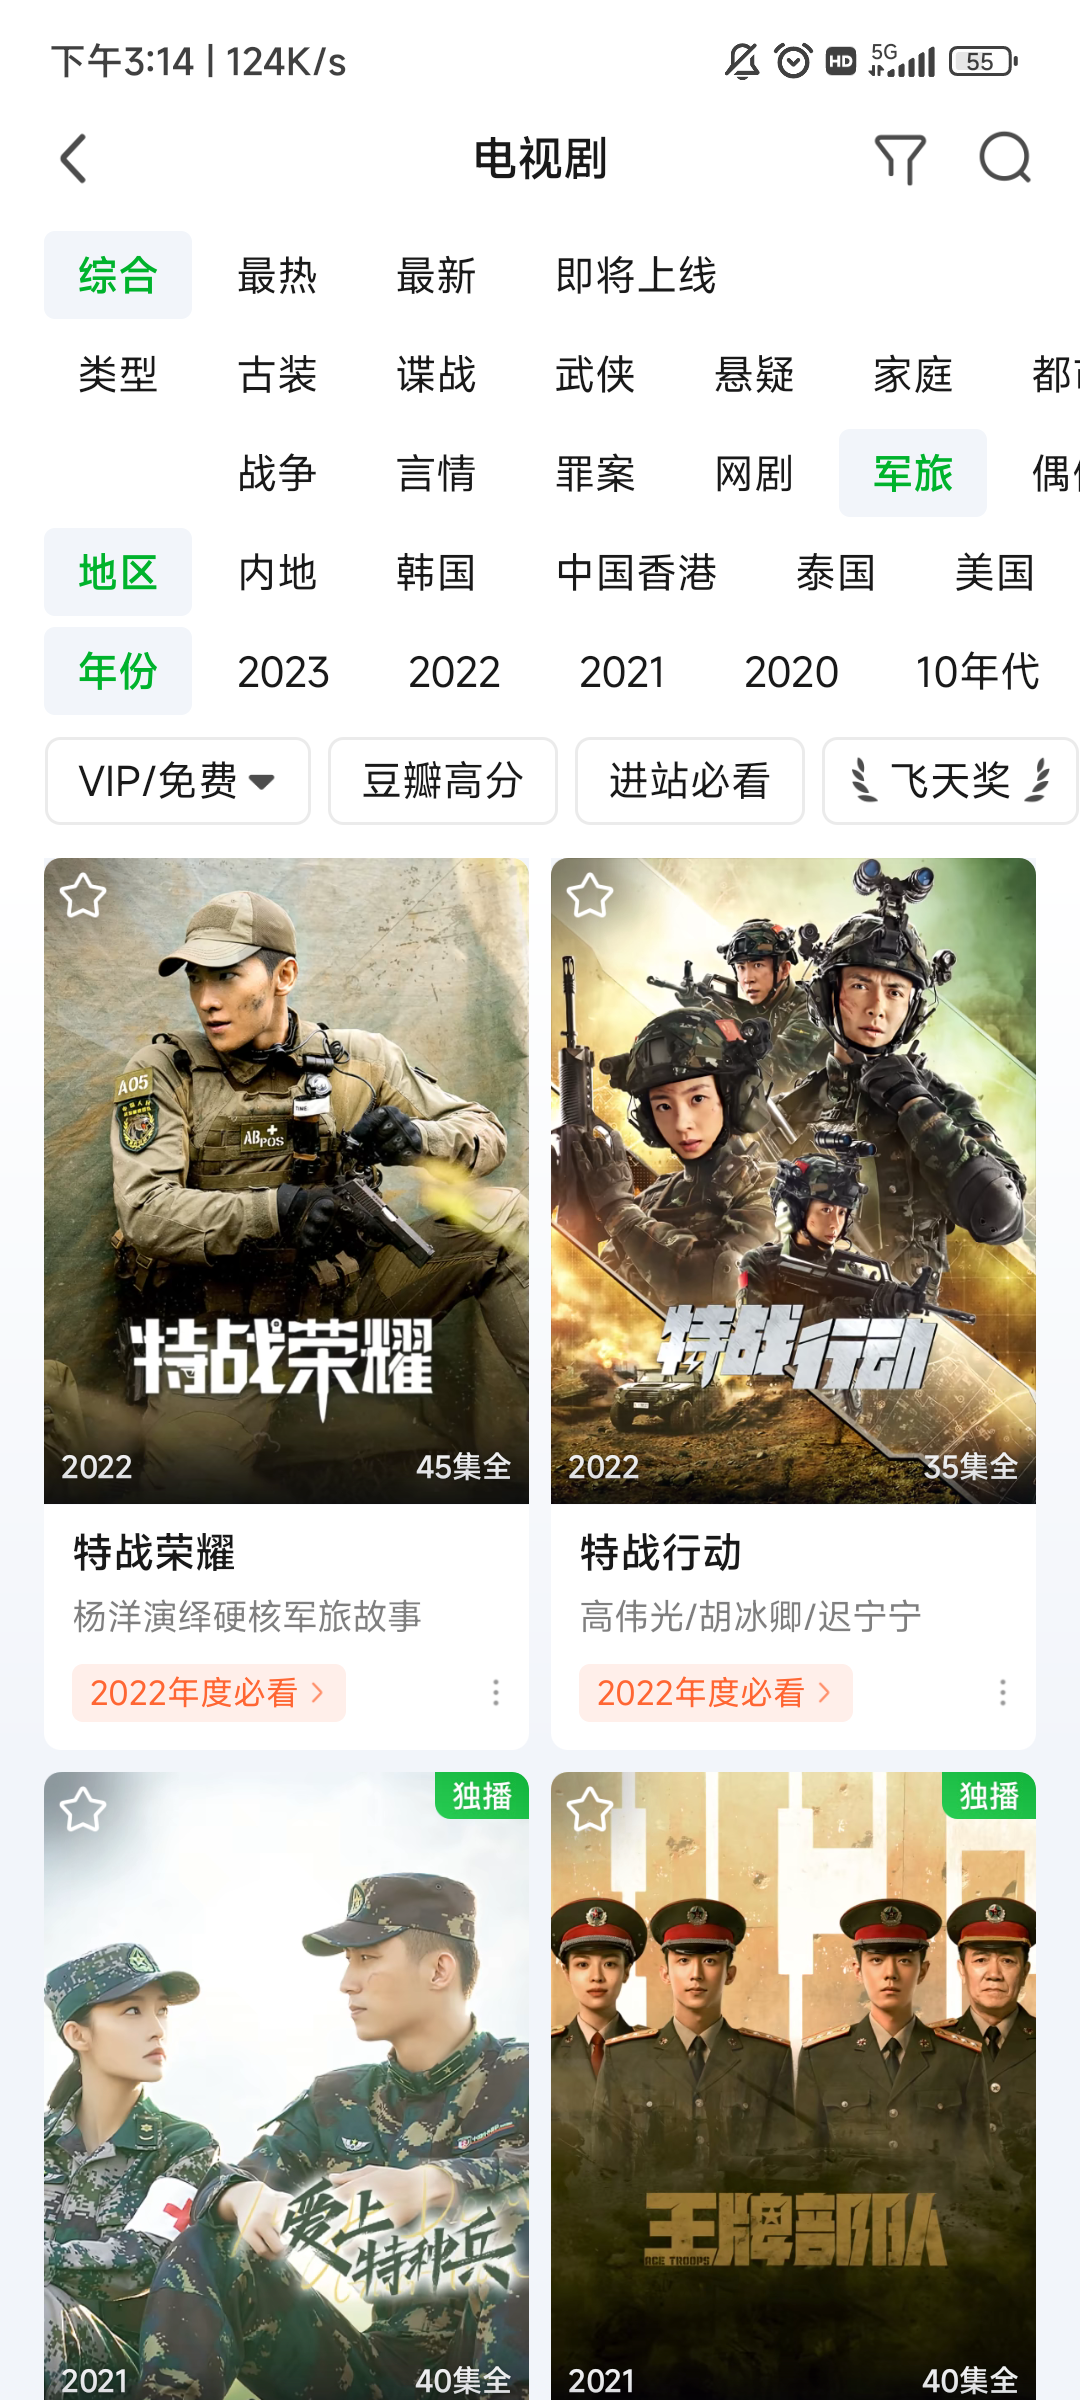 下午3:14 | 124K/s
HD 5G 55
电视剧
综合 最热 最新 即将上线
类型 古装 谍战 武侠 悬疑 家庭 都
战争 言情 罪案 网剧 军旅 偶
地区 内地 韩国 中国香港 泰国 美国
年份 2023 2022 2021 2020 10年代
VIP/免费 豆瓣高分 进站必看 飞天奖
A05
AB POS
特战荣耀
2022 45集全
特战行动
2022 35集全
特战荣耀
杨洋演绎硬核军旅故事
2022年度必看
特战行动
高伟光/胡冰卿/迟宁宁
2022年度必看
独播
爱上特种兵
2021 40集全
独播
王牌部队
ACE TROOPS
2021 40集全